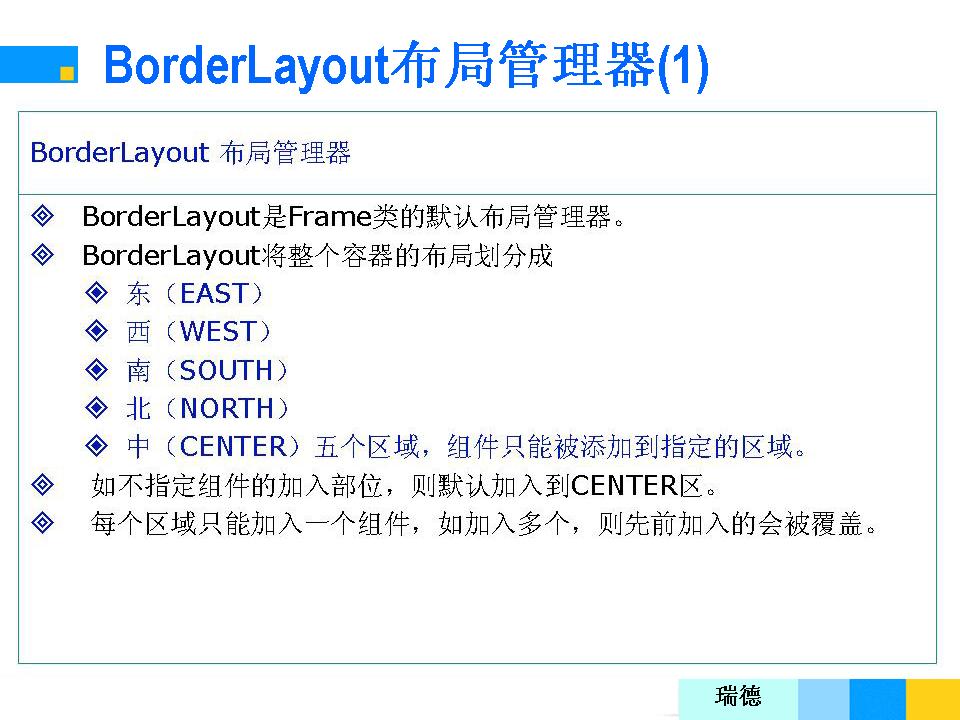 BorderLayout布局管理器(1)
BorderLayout 布局管理器
BorderLayout是Frame类的默认布局管理器。
BorderLayout将整个容器的布局划分成
东（EAST）
西（WEST）
南（SOUTH）
北（NORTH）
中（CENTER）五个区域，组件只能被添加到指定的区域。
如不指定组件的加入部位，则默认加入到CENTER区。
每个区域只能加入一个组件，如加入多个，则先前加入的会被覆盖。
瑞德